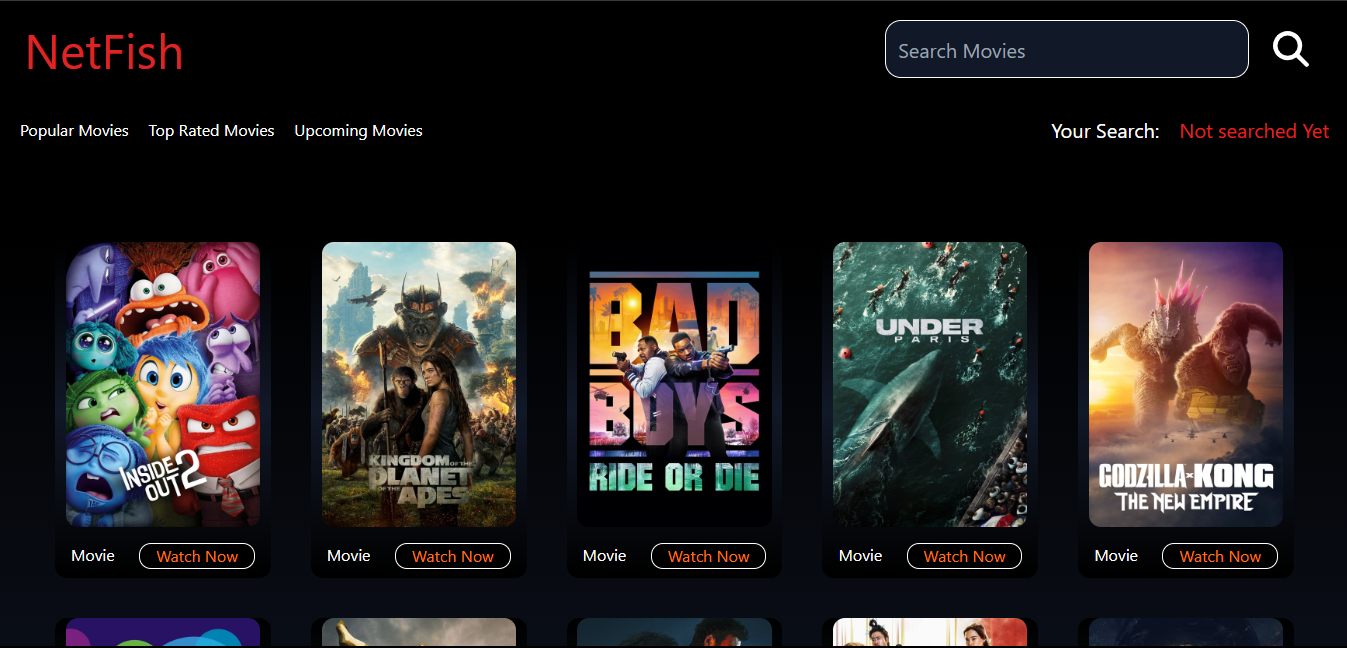 NetFish
Search Movies
Popular Movies Top Rated Movies Upcoming Movies
Your Search: Not searched Yet
INSIDE
OUT 2
KINGDOM OF THE
PLANET
OF THE APES
BAD
BOYS
RIDE OR DIE
UNDER
PARIS
GODZILLA x KONG
THE NEW EMPIRE
Movie Watch Now
Movie Watch Now
Movie Watch Now
Movie Watch Now
Movie Watch Now